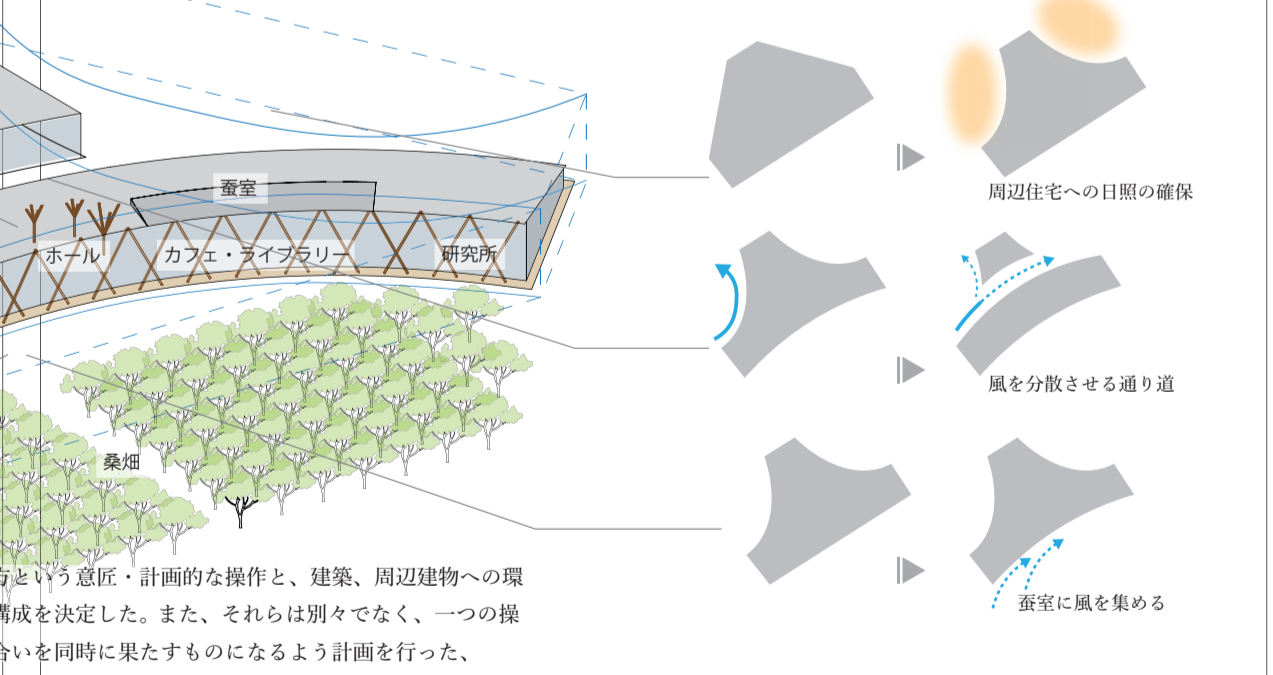 周辺住宅への日照の確保
蚕室
ホール
カフェ・ライブラリー
研究所
風を分散させる通り道
桑畑
という意匠・計画的な操作と、建築、周辺建物への環
構成を決定した。また、それらは別々でなく、一つの操
合いを同時に果たすものになるよう計画を行った、
蚕室に風を集める